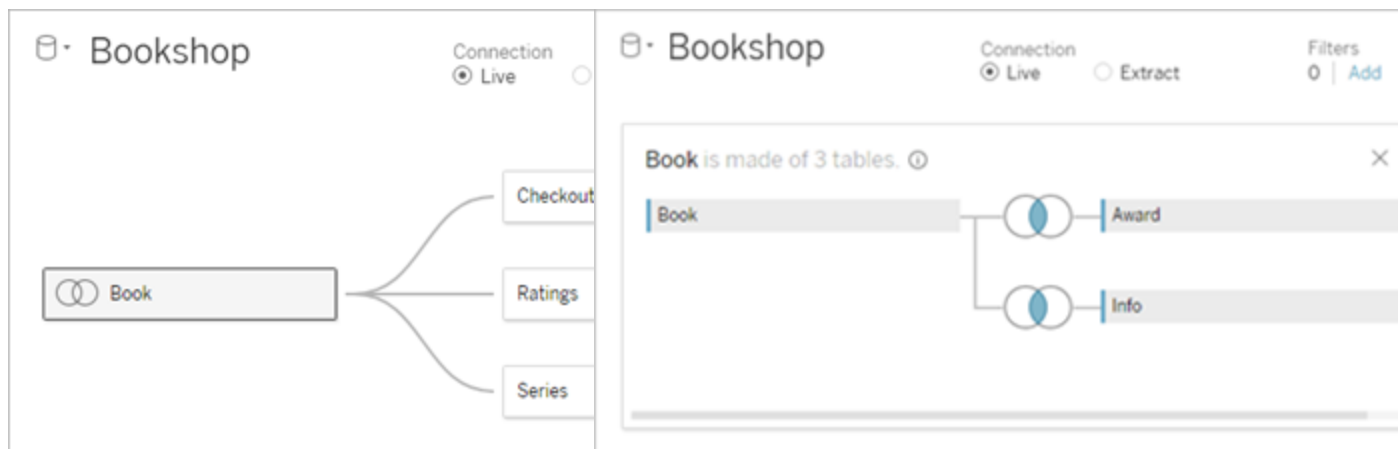 Bookshop
Connection
Live
Checkout
Book
Ratings
Series
Bookshop
Connection
Live
Extract
Filters
0
Add
Book is made of 3 tables.
Book
Award
Info